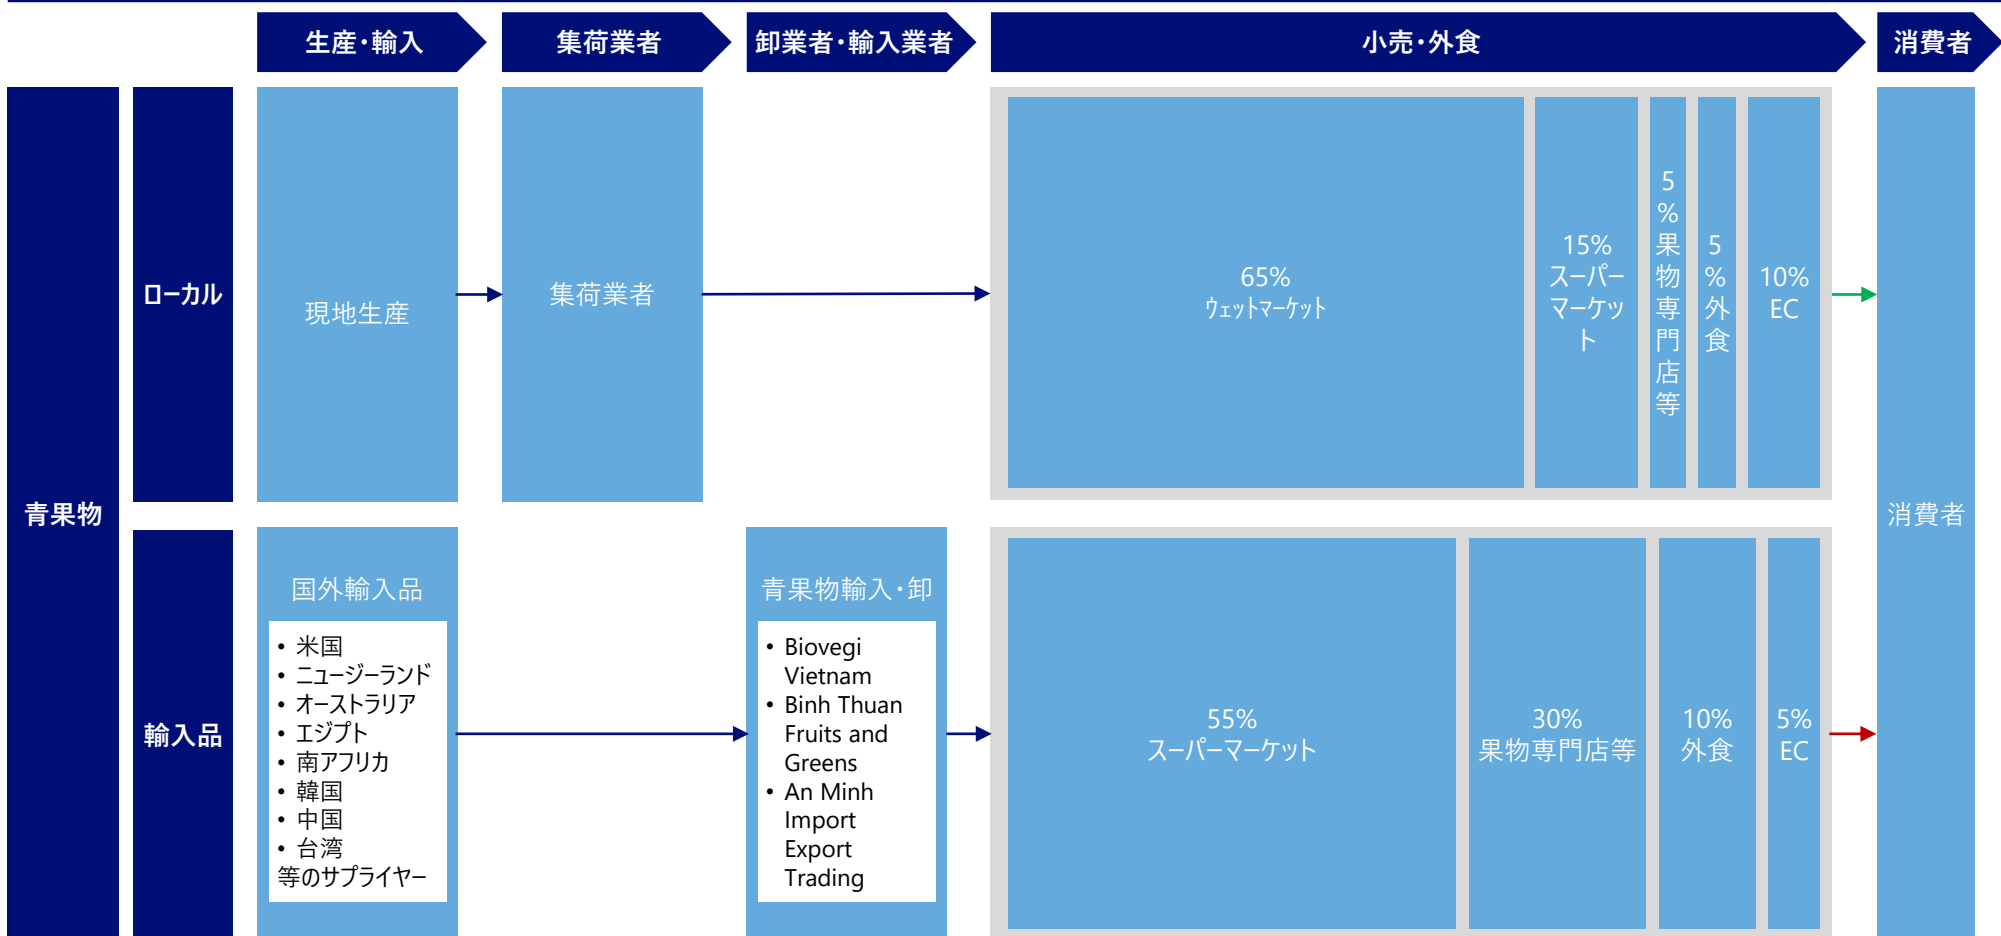 生産・輸入
集荷業者
卸業者・輸入業者
小売・外食
消費者
青果物
ローカル
現地生産
集荷業者
65%
ウェットマーケット
15%
スーパー
マーケッ
ト
5
%
果
物
専
門
店
等
5
%
外
食
10%
EC
消費者
輸入品
国外輸入品
• 米国
• ニュージーランド
• オーストラリア
• エジプト
• 南アフリカ
• 韓国
• 中国
• 台湾
等のサプライヤー
青果物輸入・卸
• Biovegi
Vietnam
• Binh Thuan
Fruits and
Greens
• An Minh
Import
Export
Trading
55%
スーパーマーケット
30%
果物専門店等
10%
外食
5%
EC